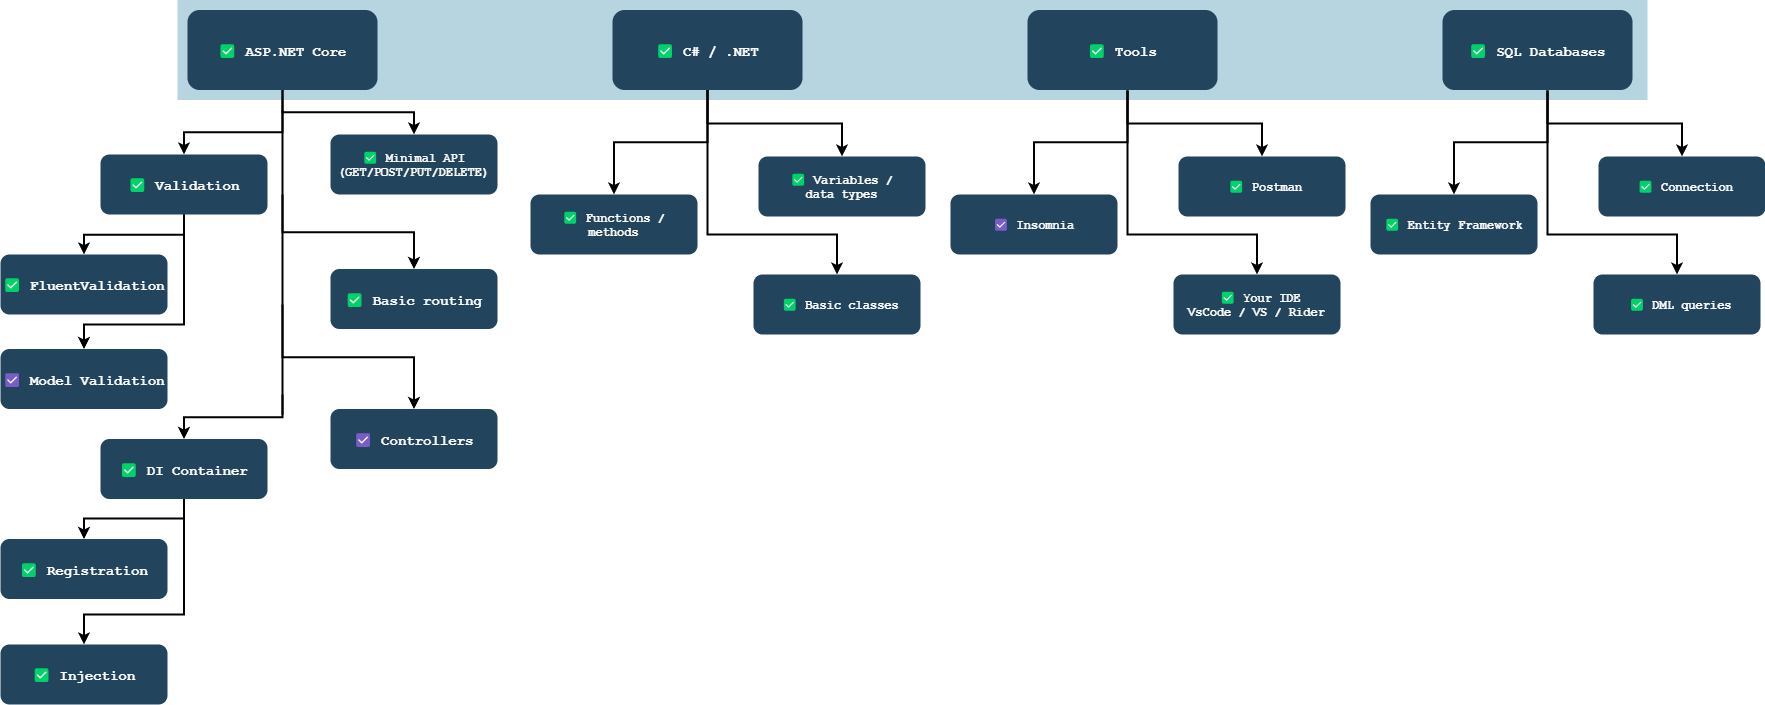 ASP.NET Core
C# / .NET
Tools
SQL Databases
Minimal API
(GET/POST/PUT/DELETE)
Validation
Variables /
data types
Postman
Connection
Functions /
methods
Insomnia
Entity Framework
FluentValidation
Basic routing
Basic classes
Your IDE
VsCode / VS / Rider
DML queries
Model Validation
Controllers
DI Container
Registration
Injection